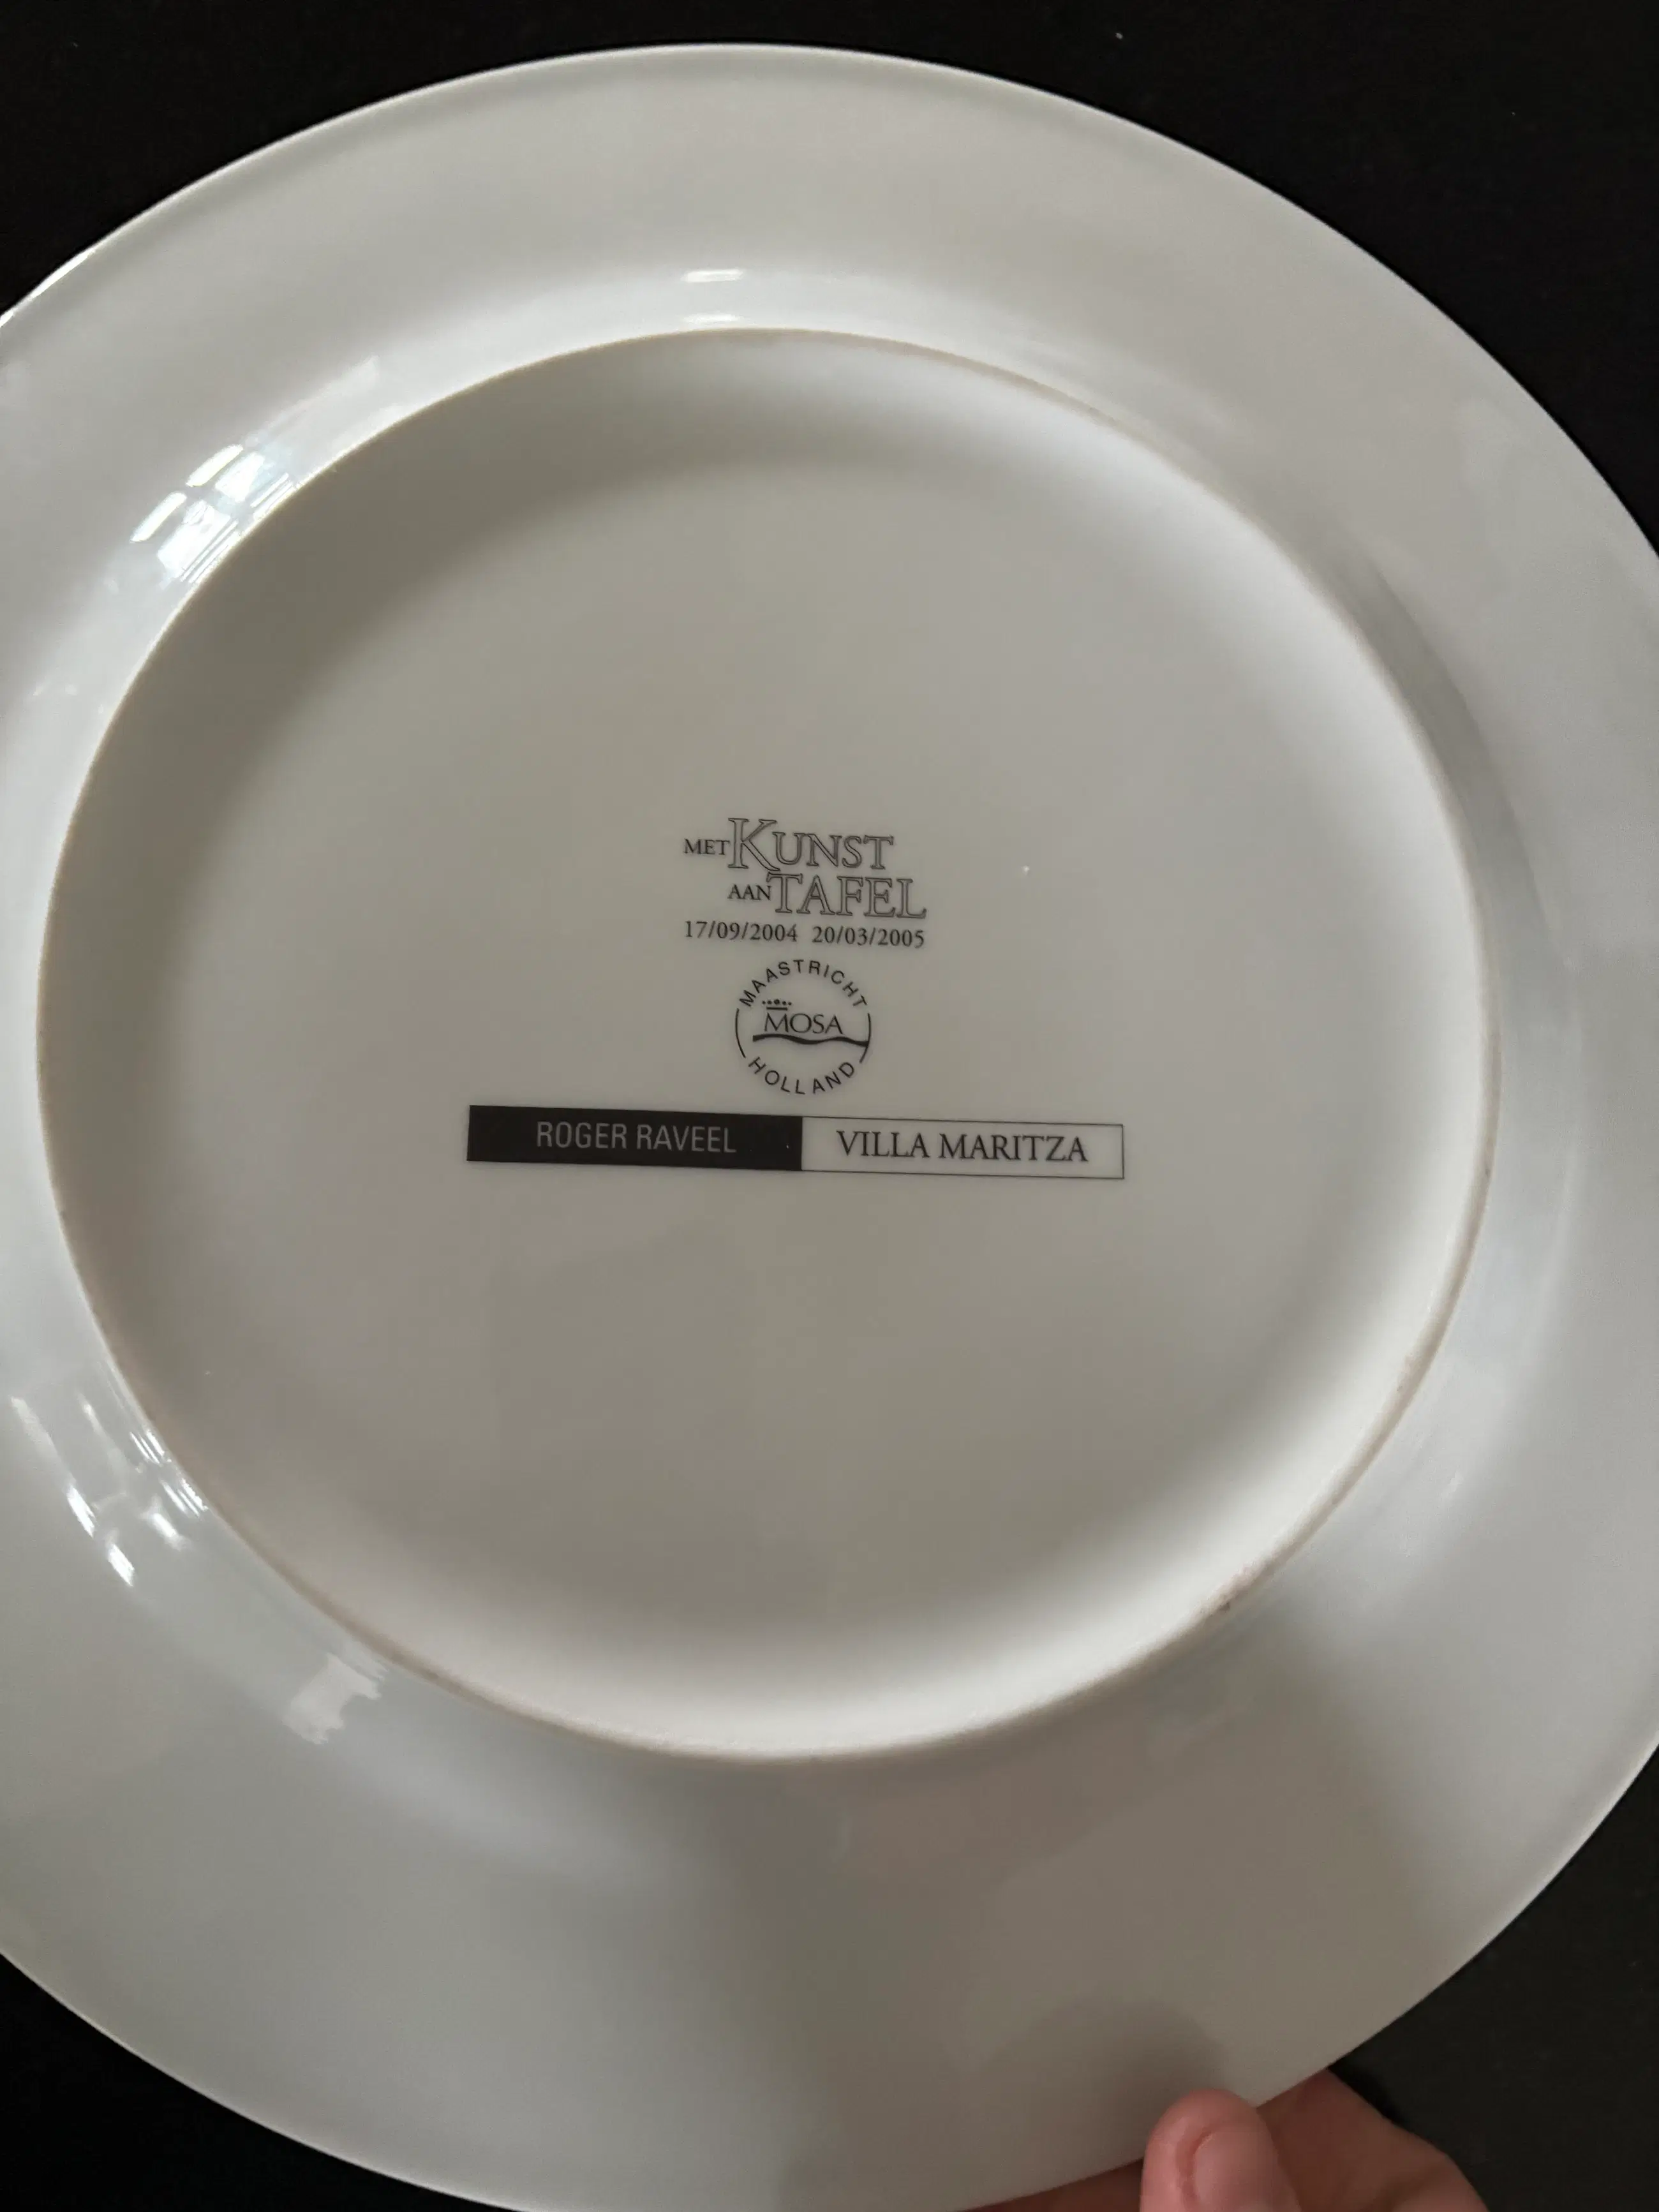 MET KUNST
AAN TAFEL
17/09/2004 20/03/2005
MAASTRICHT
MOSA
HOLLAND
ROGER RAVEEL VILLA MARITZA